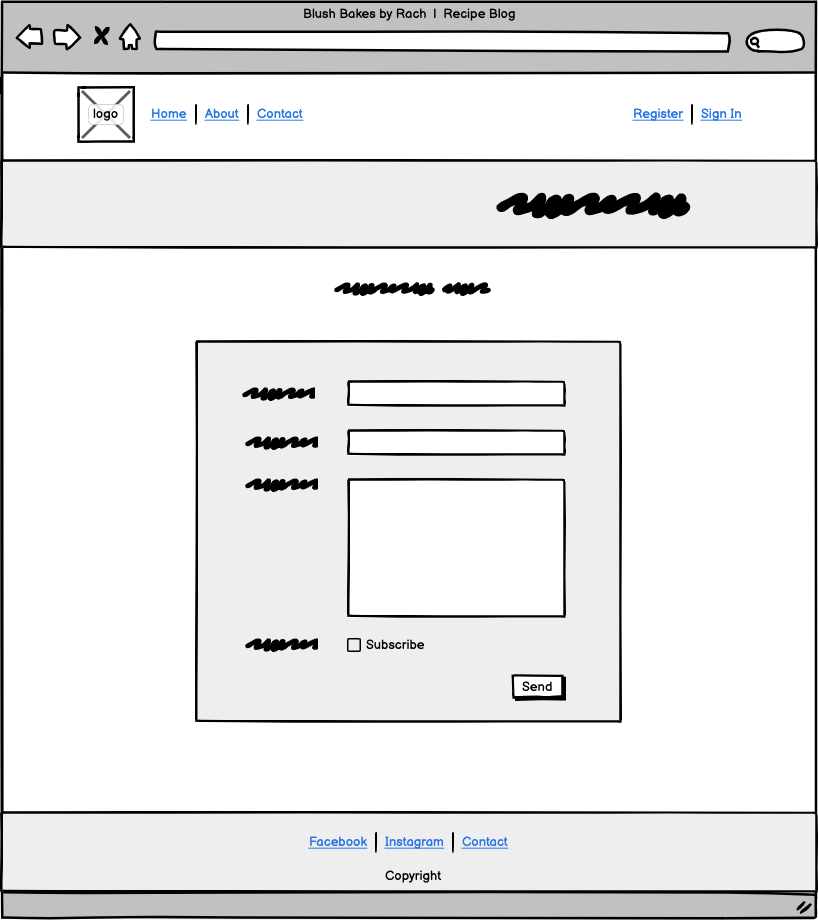 Blush Bakes by Rach | Recipe Blog
logo Home | About | Contact Register | Sign In
Subscribe
Send
Facebook | Instagram | Contact
Copyright